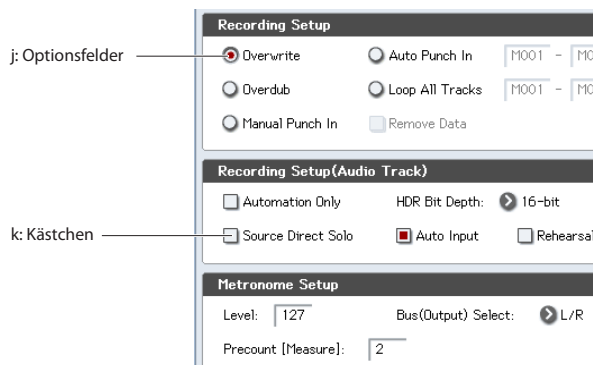 Recording Setup
j: Optionsfelder
Overwrite Auto Punch In M001 - M0
Overdub Loop All Tracks M001 - M0
Manual Punch In Remove Data
Recording Setup(Audio Track)
Automation Only HDR Bit Depth: 16-bit
k: Kästchen
Source Direct Solo Auto Input Rehearsal
Metronome Setup
Level: 127 Bus(Output) Select: L/R
Precount [Measure]: 2